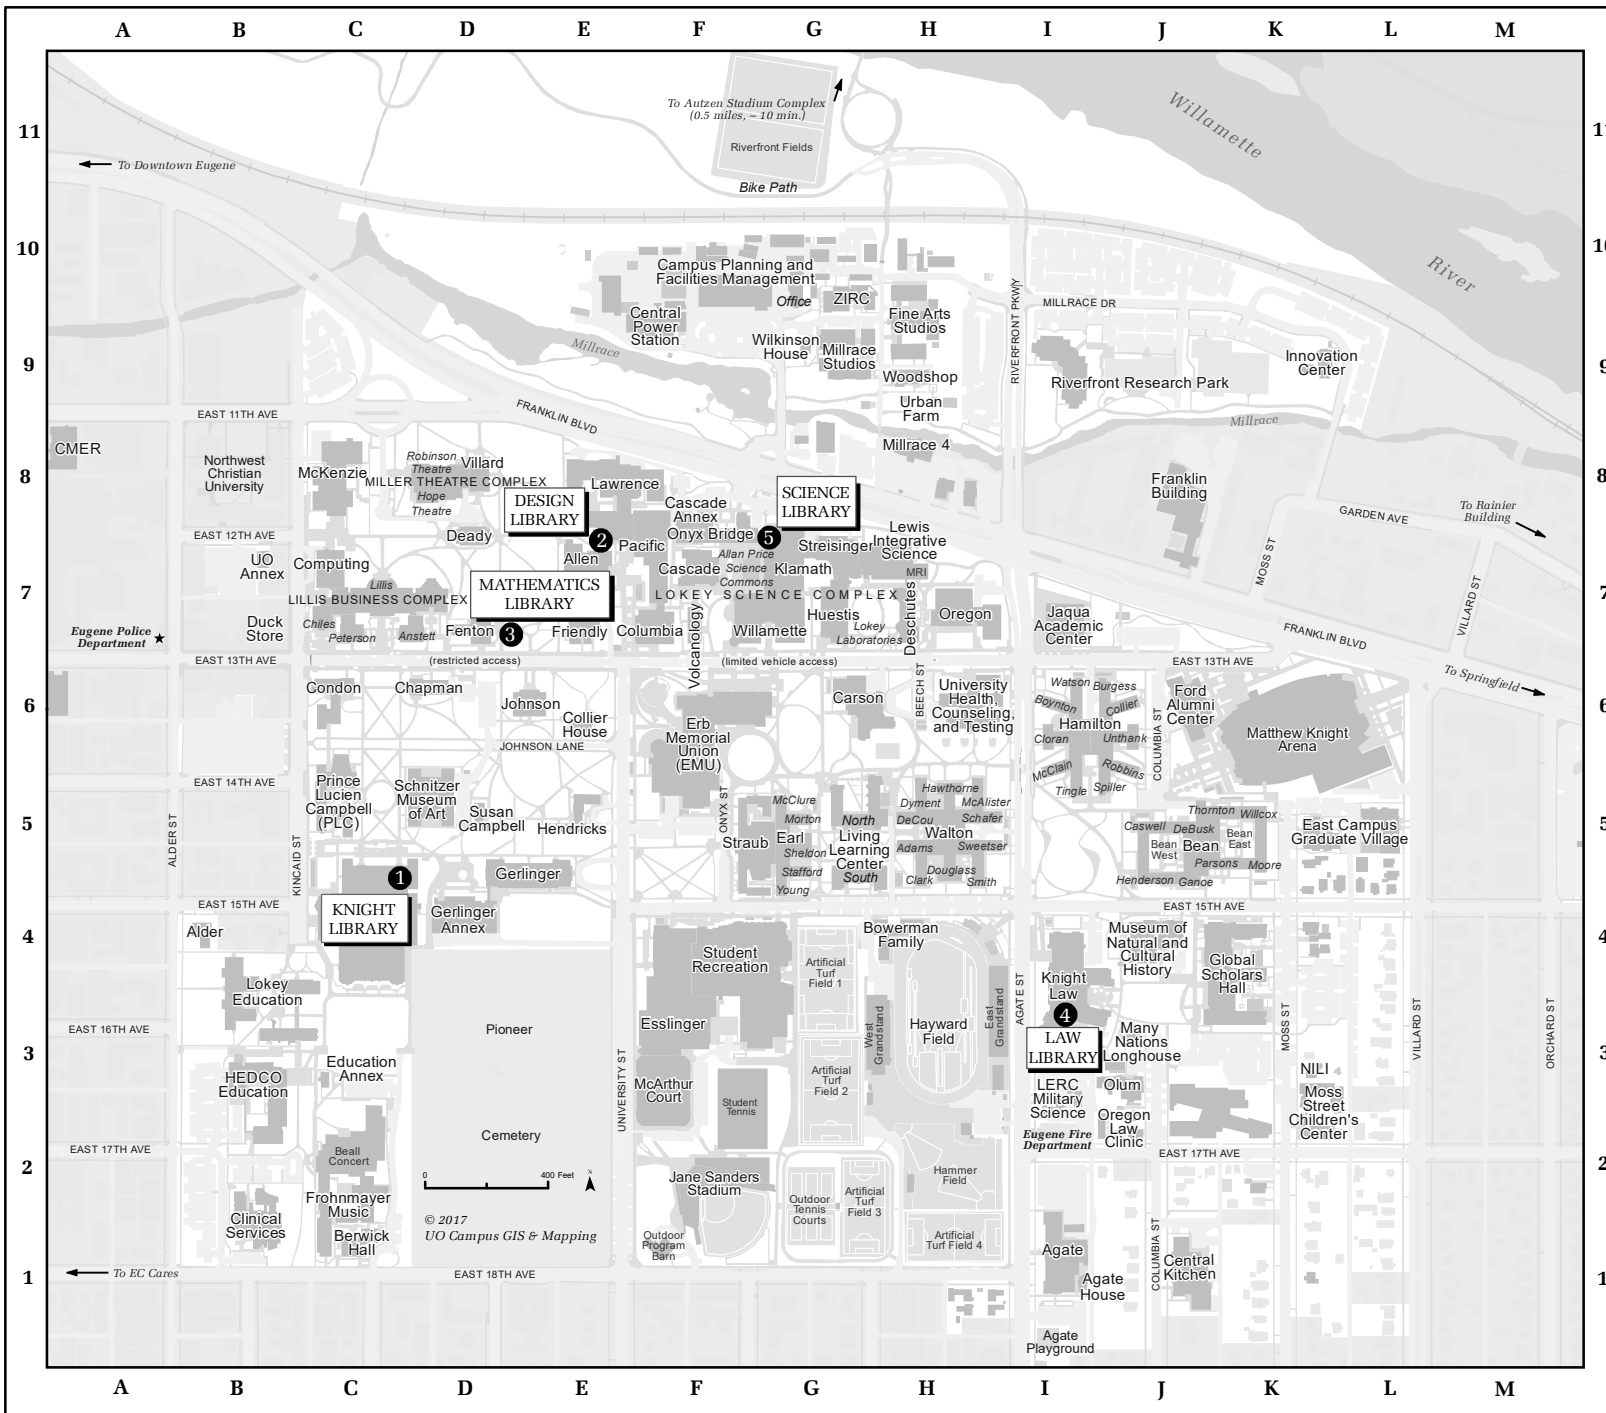 A B C D E F G H I J K L M
11
To Autzen Stadium Complex
(0.5 miles, ~ 10 min.)
Riverfront Fields
Bike Path
Willamette
River
To Downtown Eugene
10
Campus Planning and
Facilities Management
Office
ZIRC
Central
Power
Station
Fine Arts
Studios
RIVERFRONT PKWY
MILLRACE DR
9
Millrace
Wilkinson
House
Millrace
Studios
Woodshop
Urban
Farm
Millrace 4
Riverfront Research Park
Innovation
Center
Millrace
EAST 11TH AVE
FRANKLIN BLVD
8
CMER
Northwest
Christian
University
McKenzie
Robinson
Theatre
Villard
MILLER THEATRE COMPLEX
Hope
Theatre
Deady
DESIGN
LIBRARY
2
Lawrence
Cascade
Annex
Onyx Bridge
SCIENCE
LIBRARY
5
Franklin
Building
To Rainier
Building
GARDEN AVE
EAST 12TH AVE
Allen
Pacific
Streisinger
Lewis
Integrative
Science
MRI
7
UO
Annex
Computing
Lillis
LILLIS BUSINESS COMPLEX
Chiles
Peterson
Anstett
MATHEMATICS
LIBRARY
3
Fenton
Friendly
Cascade
Allan Price
Science
Commons
Klamath
LOKEY SCIENCE COMPLEX
Columbia
Volcanology
Willamette
Huestis
Lokey
Laboratories
Deschutes
Oregon
Jaqua
Academic
Center
MOSS ST
VILLARD ST
FRANKLIN BLVD
Duck
Store
Eugene Police
Department
EAST 13TH AVE
(restricted access)
(limited vehicle access)
EAST 13TH AVE
To Springfield
6
Condon
Chapman
Johnson
Collier
House
JOHNSON LANE
Erb
Memorial
Union
(EMU)
Carson
BEECH ST
University
Health,
Counseling,
and Testing
Watson
Burgess
Boynton
Collier
Hamilton
Cloran
Unthank
McClain
Robbins
Tingle
Spiller
COLUMBIA ST
Ford
Alumni
Center
Matthew Knight
Arena
EAST 14TH AVE
5
ALDER ST
KINCAID ST
Prince
Lucien
Campbell
(PLC)
Schnitzer
Museum
of Art
Susan
Campbell
Hendricks
ONYX ST
Straub
McClure
Morton
Earl
Sheldon
Stafford
Young
North
Living
Learning
Center
South
Hawthorne
Dyment
McAlister
DeCou
Schafer
Walton
Adams
Sweetser
Douglass
Clark
Smith
Thornton
Willcox
Caswell
DeBusk
Bean
East
Bean
West
Bean
Parsons
Moore
Henderson
Ganoe
East Campus
Graduate Village
1
Gerlinger
EAST 15TH AVE
EAST 15TH AVE
4
Alder
KNIGHT
LIBRARY
Gerlinger
Annex
Lokey
Education
Student
Recreation
Esslinger
Artificial
Turf
Field 1
Bowerman
Family
West
Grandstand
Hayward
Field
East
Grandstand
AGATE ST
Knight
Law
4
LAW
LIBRARY
Museum of
Natural and
Cultural
History
Global
Scholars
Hall
Many
Nations
Longhouse
MOSS ST
VILLARD ST
ORCHARD ST
EAST 16TH AVE
Pioneer
3
HEDCO
Education
Education
Annex
UNIVERSITY ST
McArthur
Court
Student
Tennis
Artificial
Turf
Field 2
LERC
Military
Science
Olum
Oregon
Law
Clinic
NILI
Moss
Street
Children's
Center
Eugene Fire
Department
Cemetery
EAST 17TH AVE
EAST 17TH AVE
2
Beall
Concert
Frohnmayer
Music
Berwick
Hall
Clinical
Services
0
400 Feet
N
© 2017
UO Campus GIS & Mapping
Jane Sanders
Stadium
Outdoor
Program
Barn
Outdoor
Tennis
Courts
Artificial
Turf
Field 3
Hammer
Field
Artificial
Turf Field 4
Agate
Agate
House
Agate
Playground
COLUMBIA ST
Central
Kitchen
1
To EC Cares
EAST 18TH AVE
A B C D E F G H I J K L M
10
9
8
7
6
5
4
3
2
1